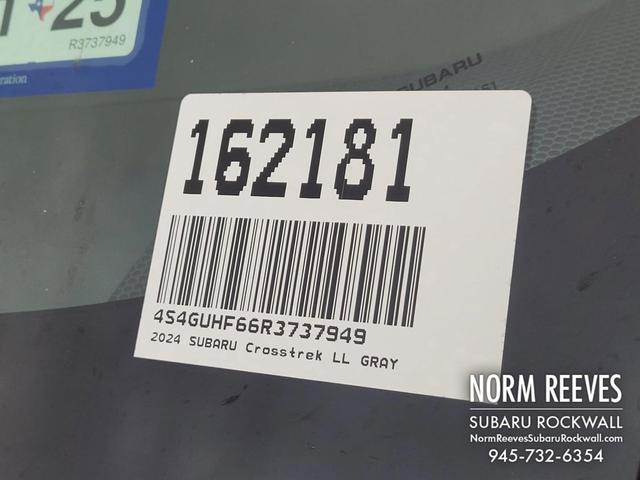 25
R3737949
ration
SUBARU
162181
4S4GUHF66R3737949
2024 SUBARU Crosstrek LL GRAY
NORM REEVES
SUBARU ROCKWALL
NormReevesSubaruRockwall.com
945-732-6354